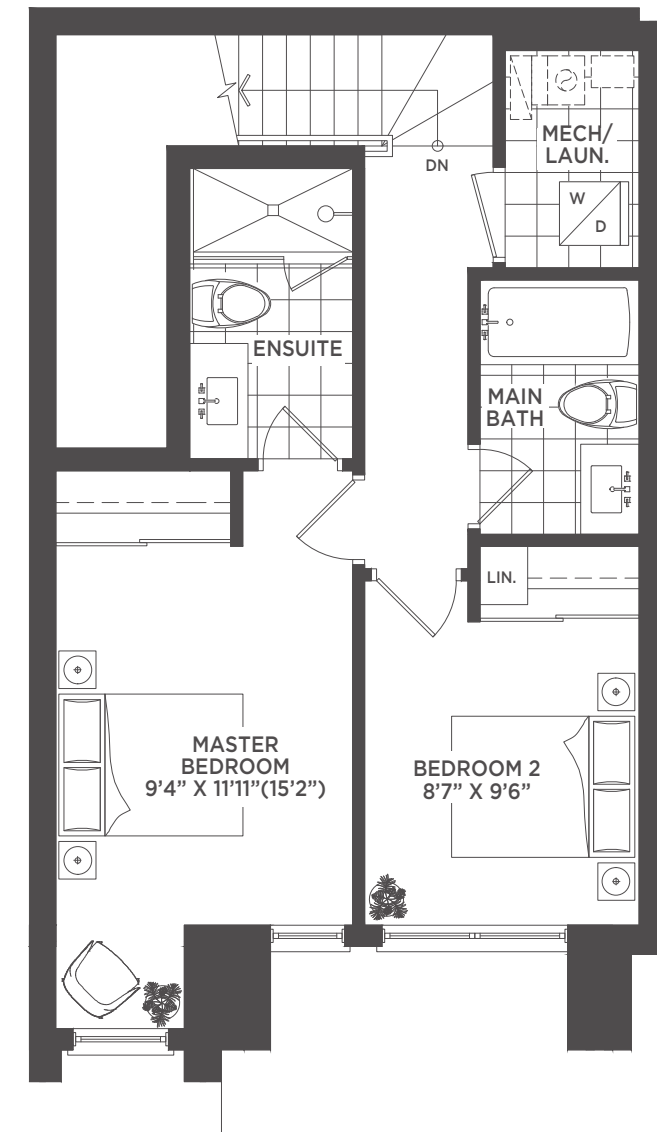 MECH/
LAUN.
DN
W
D
ENSUITE
MAIN
BATH
LIN.
MASTER
BEDROOM
9’4” X 11’11”(15’2”)
BEDROOM 2
8’7” X 9’6”